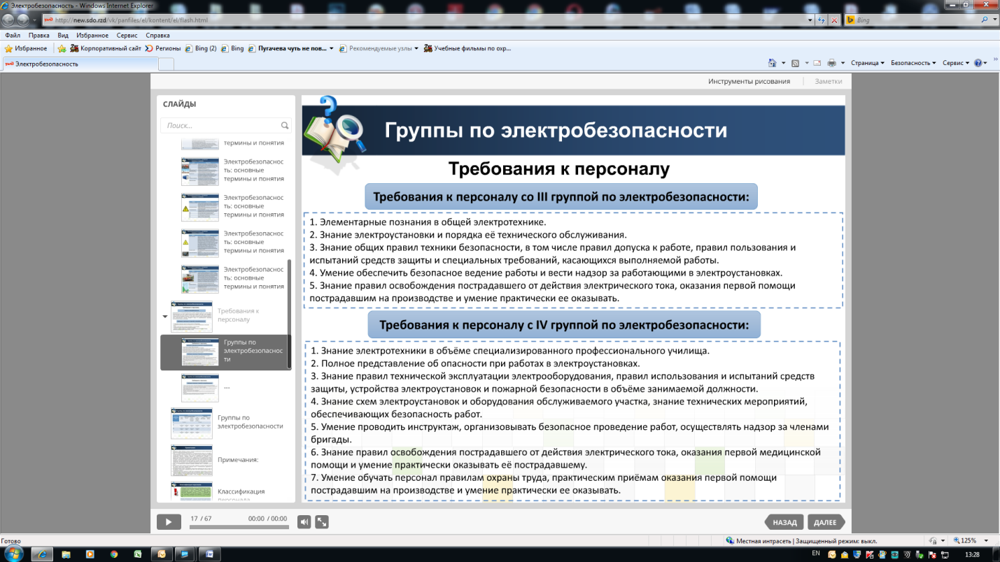 Электробезопасность - Windows Internet Explorer
http://new.sdo.rzd/vk/panfiles/el/kontent/el/flash.html
Bing
Файл Правка Вид Избранное Сервис Справка
Избранное Корпоративный сайт Регионы Bing (2) Bing Пугачева чуть не пов... Рекомендуемые узлы Учебные фильмы по охр...
Электробезопасность
Страница Безопасность Сервис
Инструменты рисования Заметки
СЛАЙДЫ
Поиск...
термины и понятия
Электробезопаснос
ть: основные
термины и понятия
Электробезопаснос
ть: основные
термины и понятия
Электробезопаснос
ть: основные
термины и понятия
Электробезопаснос
ть: основные
термины и понятия
Требования к
персоналу
Группы по
электробезопаснос
ти
---
Группы по
электробезопасности
Примечания:
Классификация
персонала
Группы по электробезопасности
Требования к персоналу
Требования к персоналу со III группой по электробезопасности:
1. Элементарные познания в общей электротехнике.
2. Знание электроустановки и порядка её технического обслуживания.
3. Знание общих правил техники безопасности, в том числе правил допуска к работе, правил пользования и
испытаний средств защиты и специальных требований, касающихся выполняемой работы.
4. Умение обеспечить безопасное ведение работы и вести надзор за работающими в электроустановках.
5. Знание правил освобождения пострадавшего от действия электрического тока, оказания первой помощи
пострадавшим на производстве и умение практически ее оказывать.
Требования к персоналу с IV группой по электробезопасности:
1. Знание электротехники в объёме специализированного профессионального училища.
2. Полное представление об опасности при работах в электроустановках.
3. Знание правил технической эксплуатации электрооборудования, правил использования и испытаний средств
защиты, устройства электроустановок и пожарной безопасности в объёме занимаемой должности.
4. Знание схем электроустановок и оборудования обслуживаемого участка, знание технических мероприятий,
обеспечивающих безопасность работ.
5. Умение проводить инструктаж, организовывать безопасное проведение работ, осуществлять надзор за членами
бригады.
6. Знание правил освобождения пострадавшего от действия электрического тока, оказания первой медицинской
помощи и умение практически оказывать её пострадавшему.
7. Умение обучать персонал правилам охраны труда, практическим приёмам оказания первой помощи
пострадавшим на производстве и умение практически ее оказывать.
17 / 67 00:00 / 00:00
НАЗАД ДАЛЕЕ
Готово
Местная интрасеть | Защищенный режим: выкл.
125%
EN
13:28